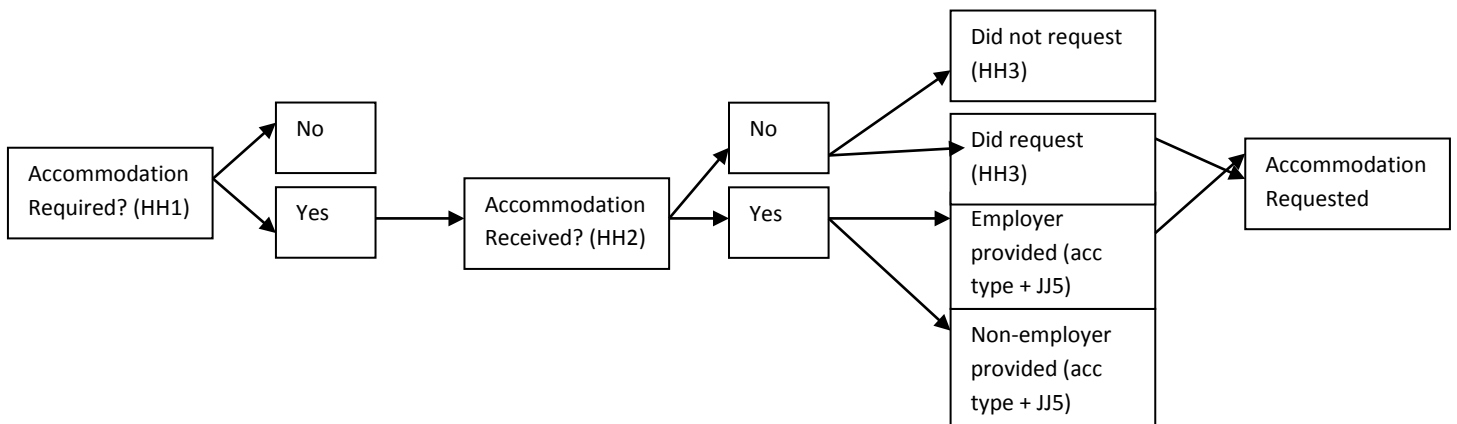 Accommodation
Required? (HH1)
No
Yes
Accommodation
Received? (HH2)
No
Yes
Did not request
(HH3)
Did request
(HH3)
Employer
provided (acc
type + JJ5)
Non-employer
provided (acc
type + JJ5)
Accommodation
Requested